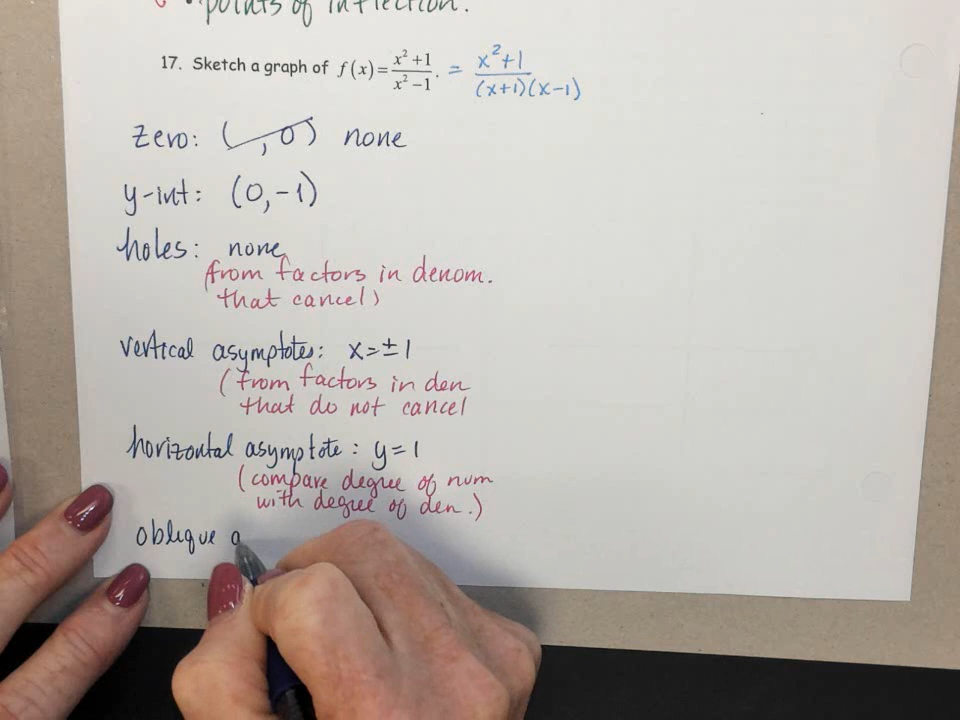 • points of inflection.
17. Sketch a graph of f(x) = x² + 1 / x² − 1. = x² + 1 / (x+1)(x−1)
zero: ( , 0) none
y-int: (0, −1)
holes: none
(from factors in denom.
that cancel)
vertical asymptotes: x = ± 1
(from factors in den
that do not cancel
horizontal asymptote: y = 1
(compare degree of num
with degree of den.)
oblique a